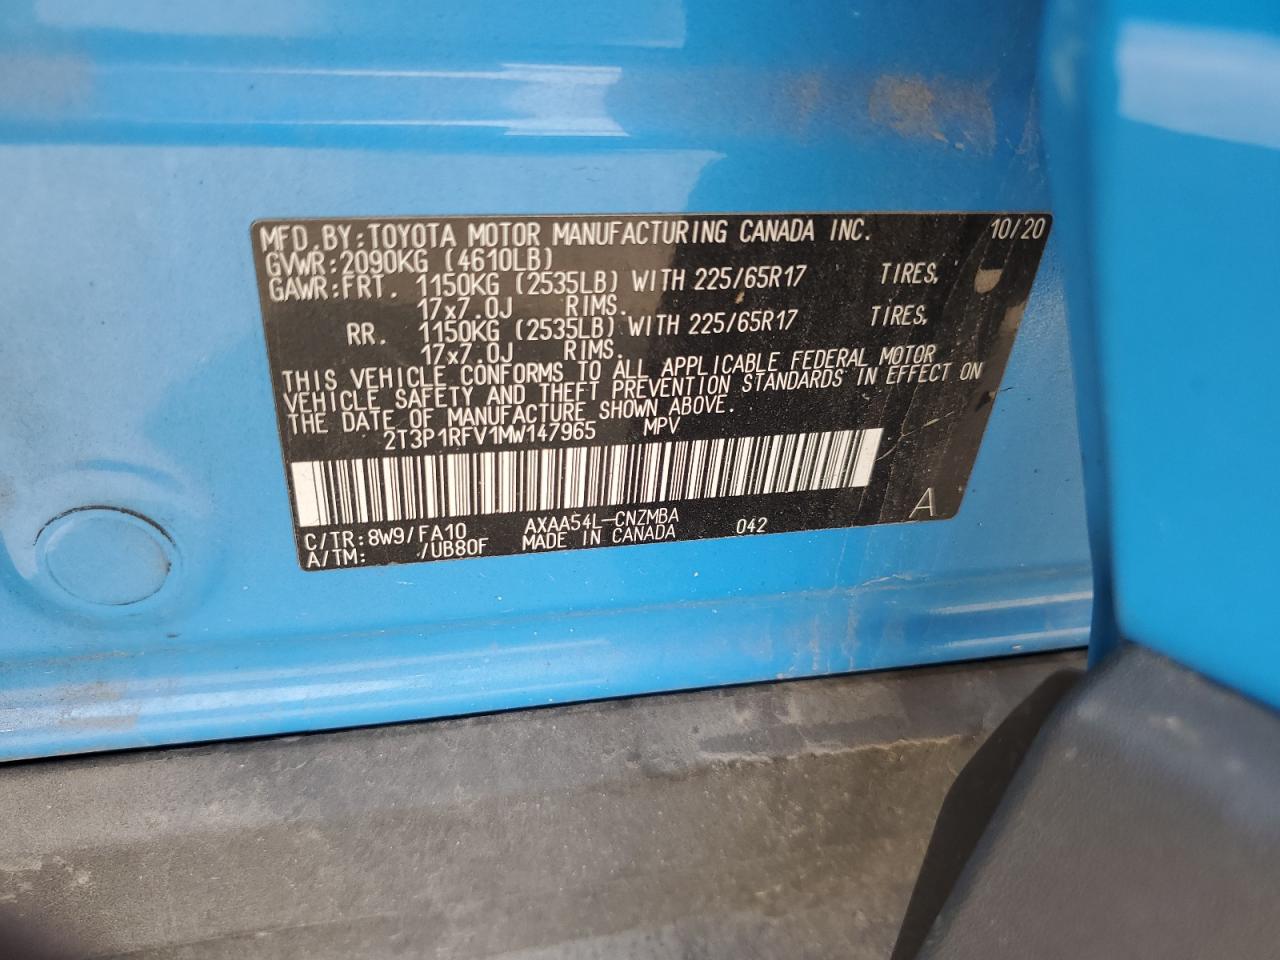 MFD.BY:TOYOTA MOTOR MANUFACTURING CANADA INC. 10/20
GVWR:2090KG (4610LB)
GAWR:FRT. 1150KG (2535LB) WITH 225/65R17 TIRES,
17x7.0J RIMS.
RR. 1150KG (2535LB) WITH 225/65R17 TIRES,
17x7.0J RIMS.
THIS VEHICLE CONFORMS TO ALL APPLICABLE FEDERAL MOTOR
VEHICLE SAFETY AND THEFT PREVENTION STANDARDS IN EFFECT ON
THE DATE OF MANUFACTURE SHOWN ABOVE.
2T3P1RFV1MW147965 MPV
C/TR:8W9/FA10 AXAA54L-CNZMBA 042 A
A/TM: /UB80F MADE IN CANADA